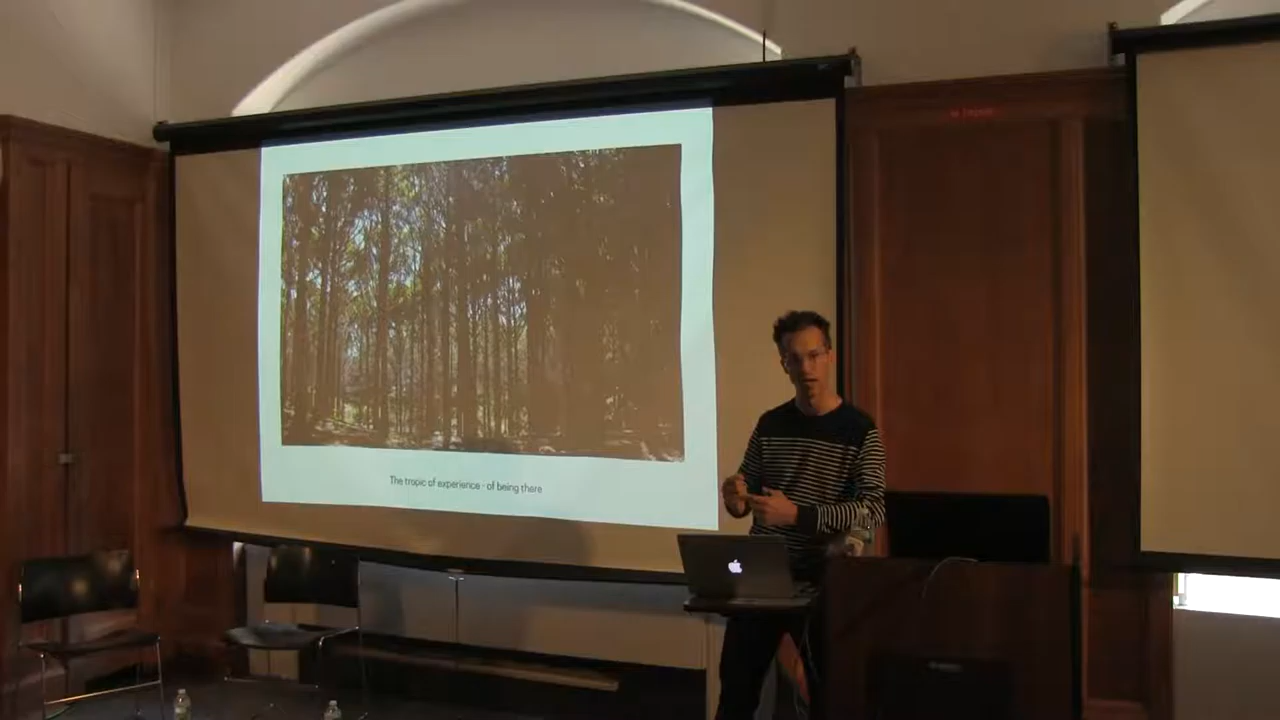 The tropic of experience - of being there